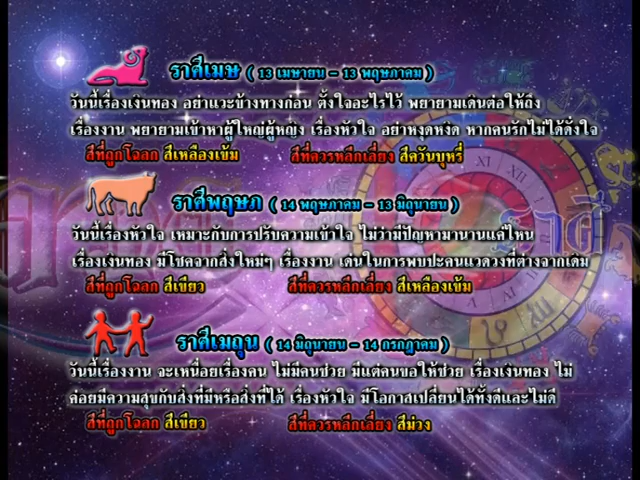 ราศีเมษ ( 13 เมษายน - 13 พฤษภาคม )
วันนี้เรื่องเงินทอง อย่าแวะข้างทางก่อน ตั้งใจอะไรไว้ พยายามเดินต่อให้ถึง
เรื่องงาน พยายามเข้าหาผู้ใหญ่ผู้หญิง เรื่องหัวใจ อย่าหงุดหงิด หากคนรักไม่ได้ดั่งใจ
สีที่ถูกโฉลก สีเหลืองเข้ม สีที่ควรหลีกเลี่ยง สีควันบุหรี่
ราศีพฤษภ ( 14 พฤษภาคม - 13 มิถุนายน )
วันนี้เรื่องหัวใจ เหมาะกับการปรับความเข้าใจ ไม่ว่ามีปัญหามานานแค่ไหน
เรื่องเงินทอง มีโชคจากสิ่งใหม่ๆ เรื่องงาน เด่นในการพบปะคนแวดวงที่ต่างจากเดิม
สีที่ถูกโฉลก สีเขียว สีที่ควรหลีกเลี่ยง สีเหลืองเข้ม
ราศีเมถุน ( 14 มิถุนายน - 14 กรกฎาคม )
วันนี้เรื่องงาน จะเหนื่อยเรื่องคน ไม่มีคนช่วย มีแต่คนขอให้ช่วย เรื่องเงินทอง ไม่
ค่อยมีความสุขกับสิ่งที่มีหรือสิ่งที่ได้ เรื่องหัวใจ มีโอกาสเปลี่ยนได้ทั้งดีและไม่ดี
สีที่ถูกโฉลก สีเขียว สีที่ควรหลีกเลี่ยง สีม่วง